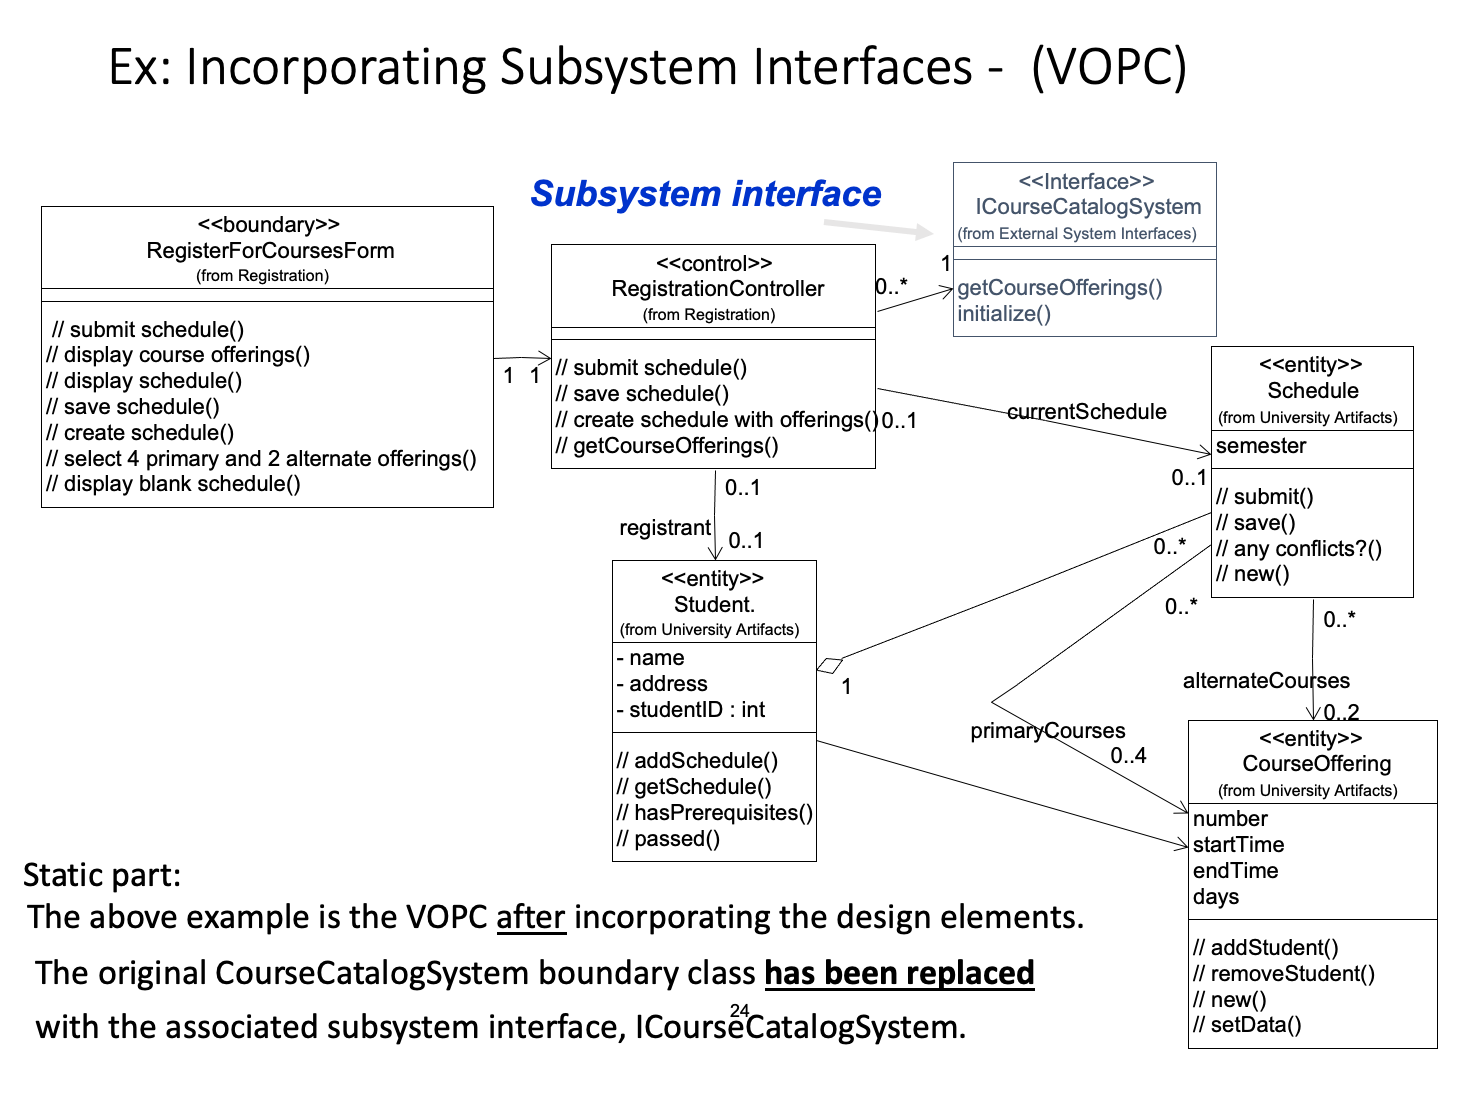 Ex: Incorporating Subsystem Interfaces -  (VOPC)
Subsystem interface
<<boundary>>
RegisterForCoursesForm
(from Registration)
// submit schedule()
// display course offerings()
// display schedule()
// save schedule()
// create schedule()
// select 4 primary and 2 alternate offerings()
// display blank schedule()
1 1
<<control>>
RegistrationController
(from Registration)
// submit schedule()
// save schedule()
// create schedule with offerings()
// getCourseOfferings()
0..*
1
<<Interface>>
ICourseCatalogSystem
(from External System Interfaces)
getCourseOfferings()
initialize()
0..1
currentSchedule
0..1
<<entity>>
Schedule
(from University Artifacts)
semester
// submit()
// save()
// any conflicts?()
// new()
0..1
registrant
0..1
<<entity>>
Student.
(from University Artifacts)
- name
- address
- studentID : int
// addSchedule()
// getSchedule()
// hasPrerequisites()
// passed()
0..*
1
0..*
primaryCourses
0..4
0..*
alternateCourses
0..2
<<entity>>
CourseOffering
(from University Artifacts)
number
startTime
endTime
days
// addStudent()
// removeStudent()
// new()
// setData()
Static part:
The above example is the VOPC after incorporating the design elements.
The original CourseCatalogSystem boundary class has been replaced
with the associated subsystem interface, ICourseCatalogSystem.
24